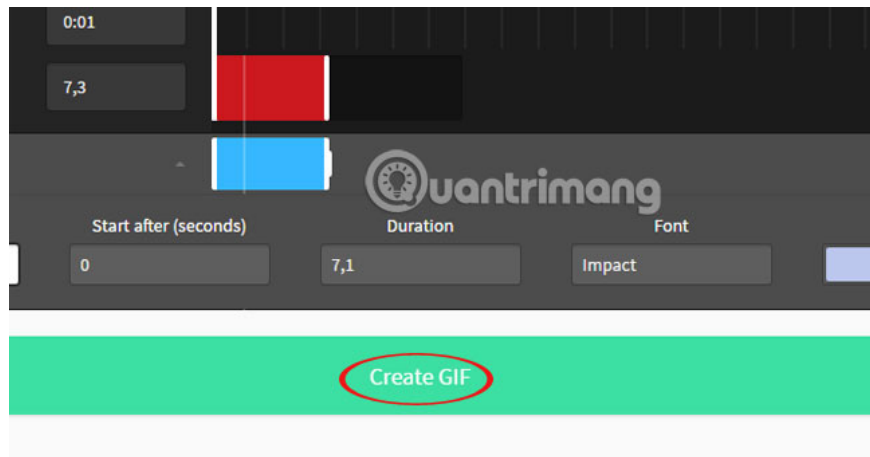 0:01
7,3
Quantrimang
Start after (seconds) Duration Font
0 7,1 Impact
Create GIF